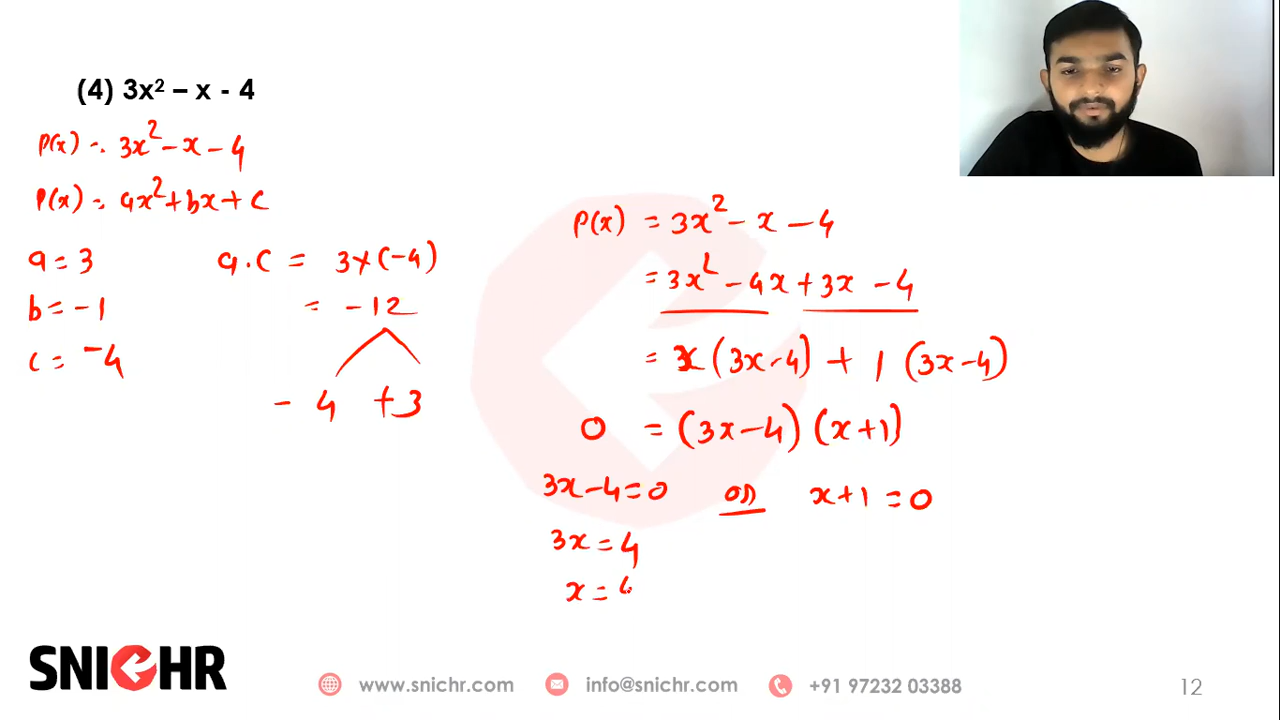 (4) 3x² – x - 4
P(x) = 3x² - x - 4
P(x) = ax² + bx + c
a = 3
b = -1
c = -4
a.c = 3x(-4)
= -12
- 4 +3
P(x) = 3x² - x - 4
= 3x² - 4x + 3x - 4
= x(3x-4) + 1(3x-4)
0 = (3x-4)(x+1)
3x-4=0 or x+1=0
3x=4
x=
SNICHR
www.snichr.com info@snichr.com +91 97232 03388
12